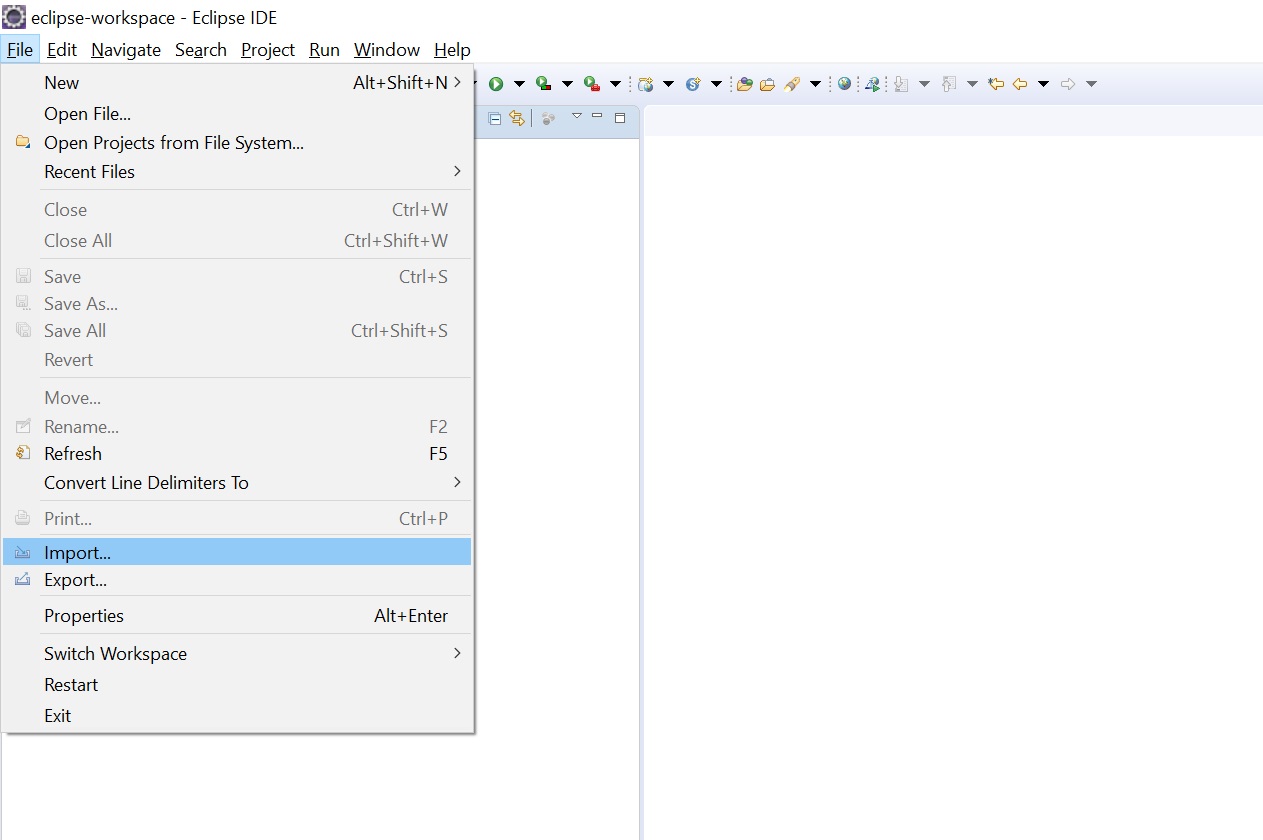 eclipse-workspace - Eclipse IDE
File Edit Navigate Search Project Run Window Help
New Alt+Shift+N
Open File...
Open Projects from File System...
Recent Files
Close Ctrl+W
Close All Ctrl+Shift+W
Save Ctrl+S
Save As...
Save All Ctrl+Shift+S
Revert
Move...
Rename... F2
Refresh F5
Convert Line Delimiters To
Print... Ctrl+P
Import...
Export...
Properties Alt+Enter
Switch Workspace
Restart
Exit